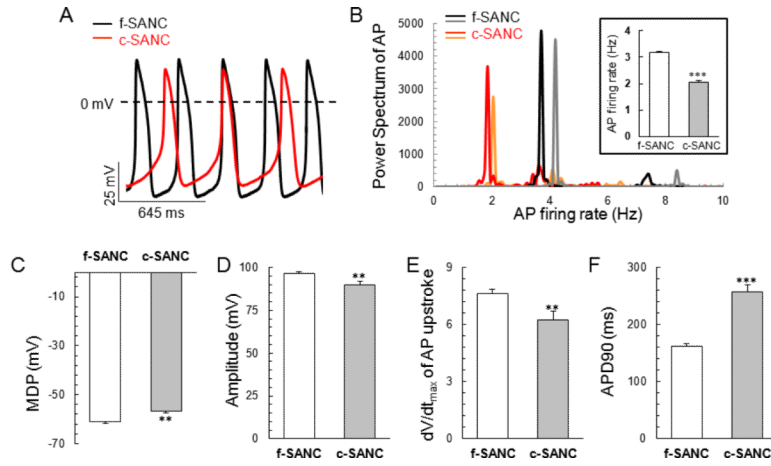 A
f-SANC
c-SANC
0 mV
25 mV
645 ms
B
Power Spectrum of AP
5000
4000
3000
2000
1000
0
f-SANC
c-SANC
0 2 4 6 8 10
AP firing rate (Hz)
AP firing rate (Hz)
4
3
2
1
0
***
f-SANC c-SANC
C
f-SANC c-SANC
MDP (mV)
-10
-30
-50
-70
**
D
Amplitude (mV)
100
75
50
25
0
**
f-SANC c-SANC
E
dV/dtmax of AP upstroke
9
6
3
0
**
f-SANC c-SANC
F
APD90 (ms)
300
200
100
0
***
f-SANC c-SANC